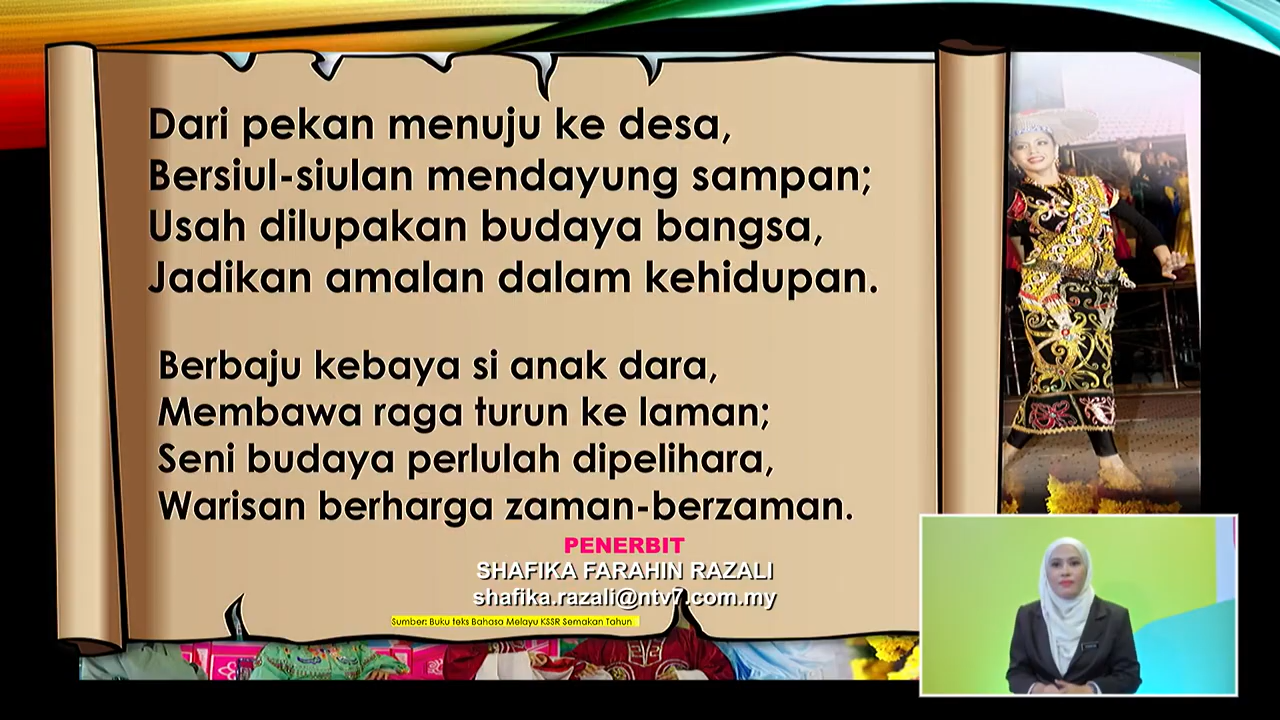 Dari pekan menuju ke desa,
Bersiul-siulan mendayung sampan;
Usah dilupakan budaya bangsa,
Jadikan amalan dalam kehidupan.
Berbaju kebaya si anak dara,
Membawa raga turun ke laman;
Seni budaya perlulah dipelihara,
Warisan berharga zaman-berzaman.
PENERBIT
SHAFIKA FARAHIN RAZALI
shafika.razali@ntv7.com.my
Sumber: Buku teks Bahasa Melayu KSSR Semakan Tahun